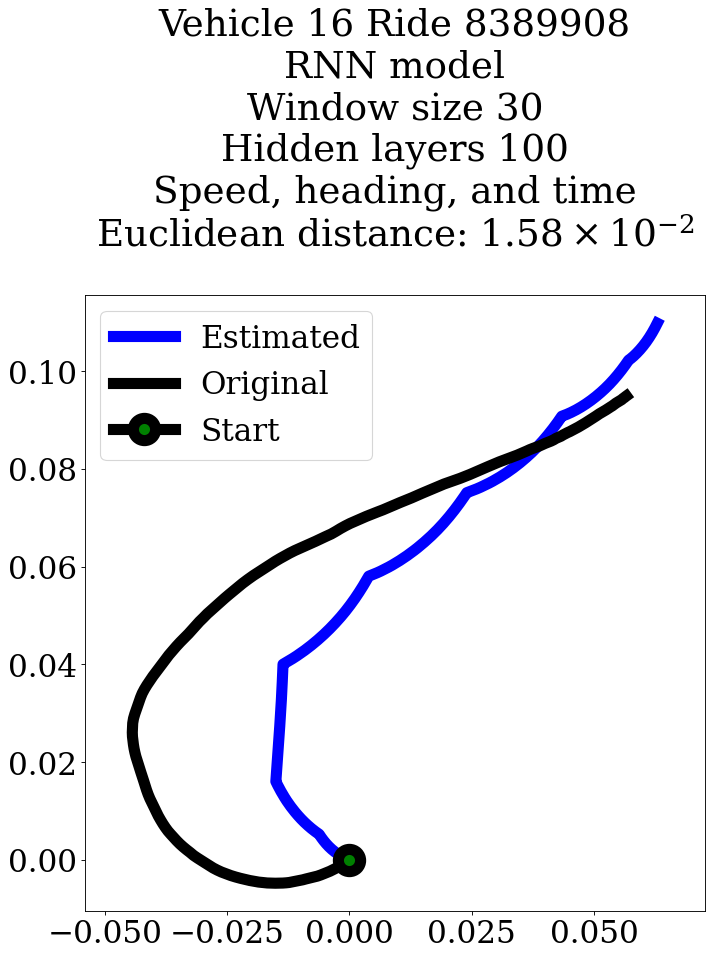 Vehicle 16 Ride 8389908
RNN model
Window size 30
Hidden layers 100
Speed, heading, and time
Euclidean distance: 1.58 × 10⁻²
Estimated
Original
Start
0.10
0.08
0.06
0.04
0.02
0.00
−0.050 −0.025 0.000 0.025 0.050